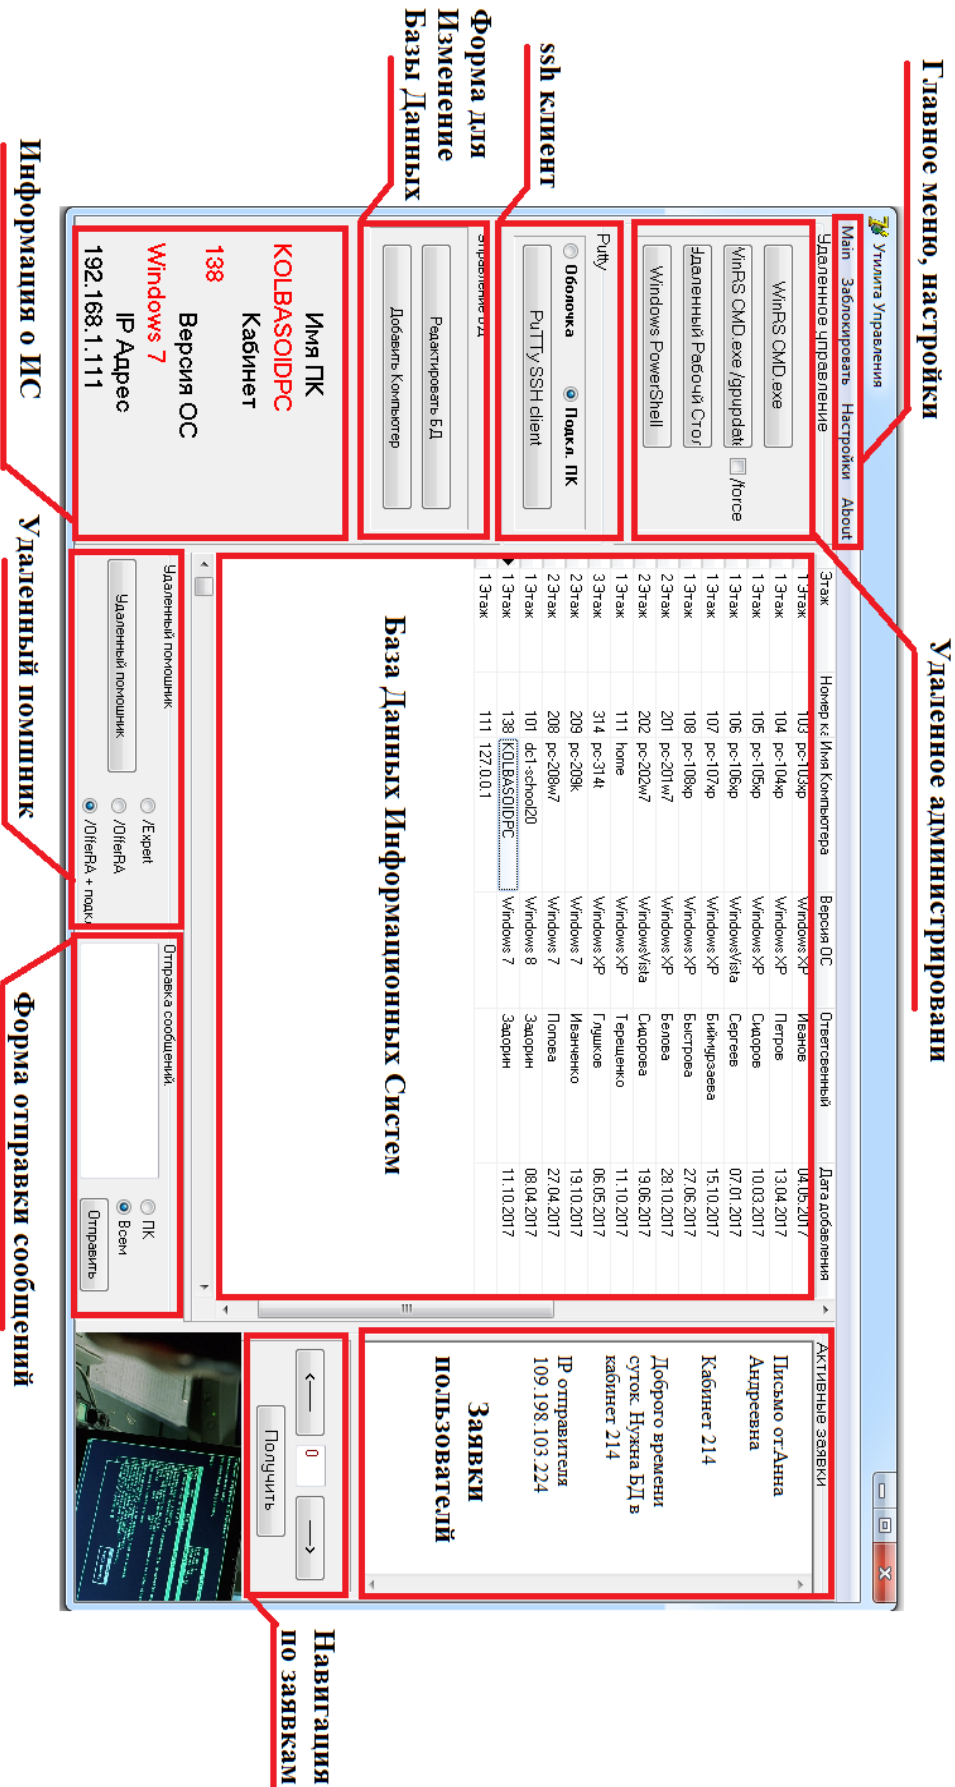 Главное меню, настройки
Удаленное администрировани
ssh клиент
Форма для
Изменение
Базы Данных
Информация о ИС
Удаленный помшник
Форма отправки сообщений
Навигация
по заявкам
Утилита Управления
Main Заблокировать Настройки About
Удаленное управление
WinRS CMD.exe
WinRS CMD.exe /gpupdate
/force
Удаленный Рабочй Стол
Windows PowerShell
Putty
Оболочка Подкл. ПК
PuTTy SSH client
Управление БД
Редактировать БД
Добавить Компьютер
Имя ПК
KOLBASOIDPC
Кабинет
138
Версия ОС
Windows 7
IP Адрес
192.168.1.111
Этаж Номер ка Имя Компьютера Версия ОС Ответсвенный Дата добавления
1 Этаж 103 pc-103xp Windows XP Иванов 04.05.2017
1 Этаж 104 pc-104xp Windows XP Петров 13.04.2017
1 Этаж 105 pc-105xp Windows XP Сидоров 10.03.2017
1 Этаж 106 pc-106xp WindowsVista Сергеев 07.01.2017
1 Этаж 107 pc-107xp Windows XP Биймурзаева 15.10.2017
1 Этаж 108 pc-108xp Windows XP Быстрова 27.06.2017
2 Этаж 201 pc-201w7 Windows XP Белова 28.10.2017
2 Этаж 202 pc-202w7 WindowsVista Сидорова 19.06.2017
1 Этаж 111 home Windows XP Терещенко 11.10.2017
3 Этаж 314 pc-314t Windows XP Глушков 06.05.2017
2 Этаж 209 pc-209k Windows 7 Иванченко 19.10.2017
2 Этаж 208 pc-208w7 Windows 7 Попова 27.04.2017
1 Этаж 101 dc1-school20 Windows 8 Задорин 08.04.2017
1 Этаж 138 KOLBASOIDPC Windows 7 Задорин 11.10.2017
1 Этаж 111 127.0.0.1
База Данных Информационных Систем
Активные заявки
Письмо от:Анна
Андреевна
Кабинет 214
Доброго времени
суток. Нужна БД в
кабинет 214
IP отправителя
109.198.103.224
Заявки
пользователй
0
Получить
Удаленный помошник
Удаленный помошник
/Expert
/OfferRA
/OfferRA + подкл
Отправка сообщений.
ПК
Всем
Отправить